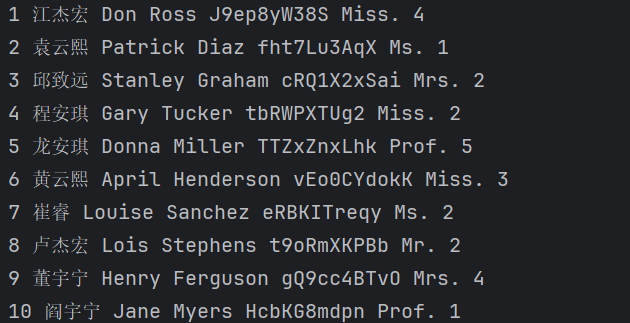 1 江杰宏 Don Ross J9ep8yW38S Miss. 4
2 袁云熙 Patrick Diaz fht7Lu3AqX Ms. 1
3 邱致远 Stanley Graham cRQ1X2xSai Mrs. 2
4 程安琪 Gary Tucker tbRWPXTUg2 Miss. 2
5 龙安琪 Donna Miller TTZxZnxLhk Prof. 5
6 黄云熙 April Henderson vEo0CYdokK Miss. 3
7 崔睿 Louise Sanchez eRBKITreqy Ms. 2
8 卢杰宏 Lois Stephens t9oRmXKPBb Mr. 2
9 董宇宁 Henry Ferguson gQ9cc4BTvO Mrs. 4
10 阎宇宁 Jane Myers HcbKG8mdpn Prof. 1